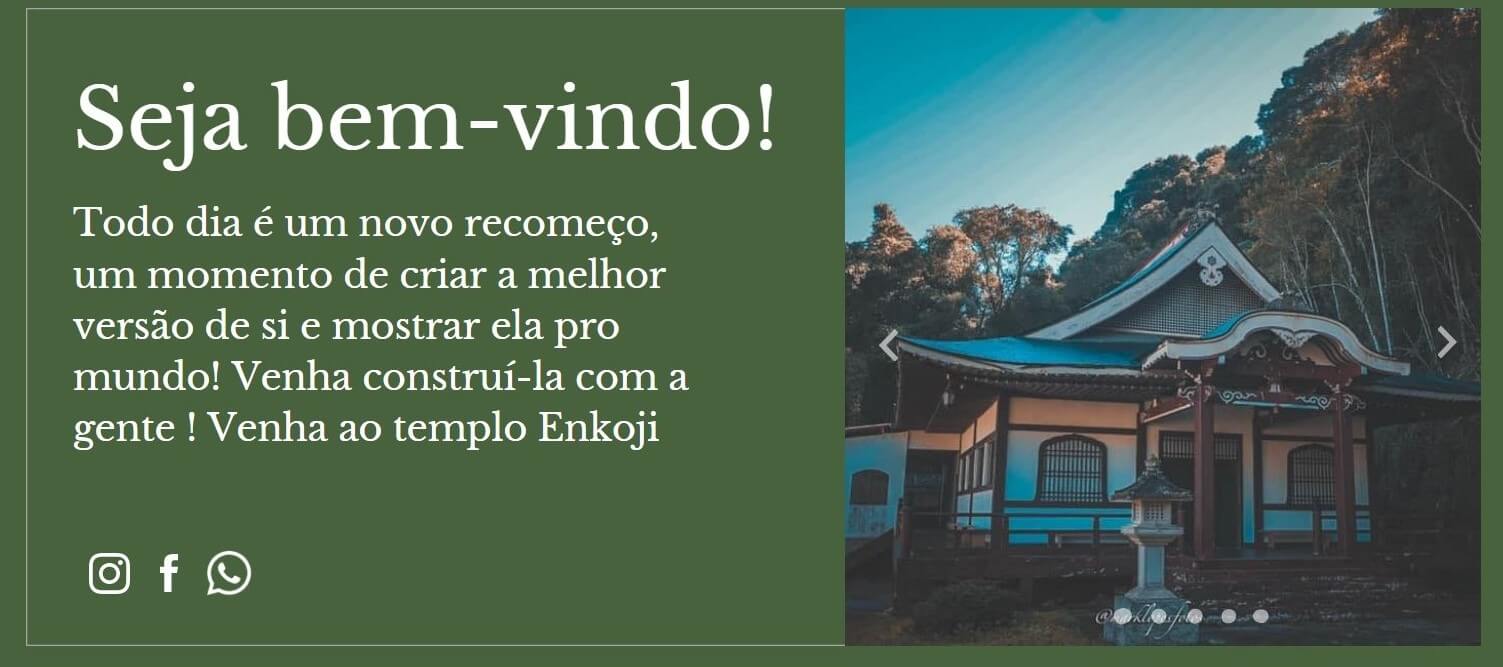 Seja bem-vindo!
Todo dia é um novo recomeço,
um momento de criar a melhor
versão de si e mostrar ela pro
mundo! Venha construí-la com a
gente ! Venha ao templo Enkoji